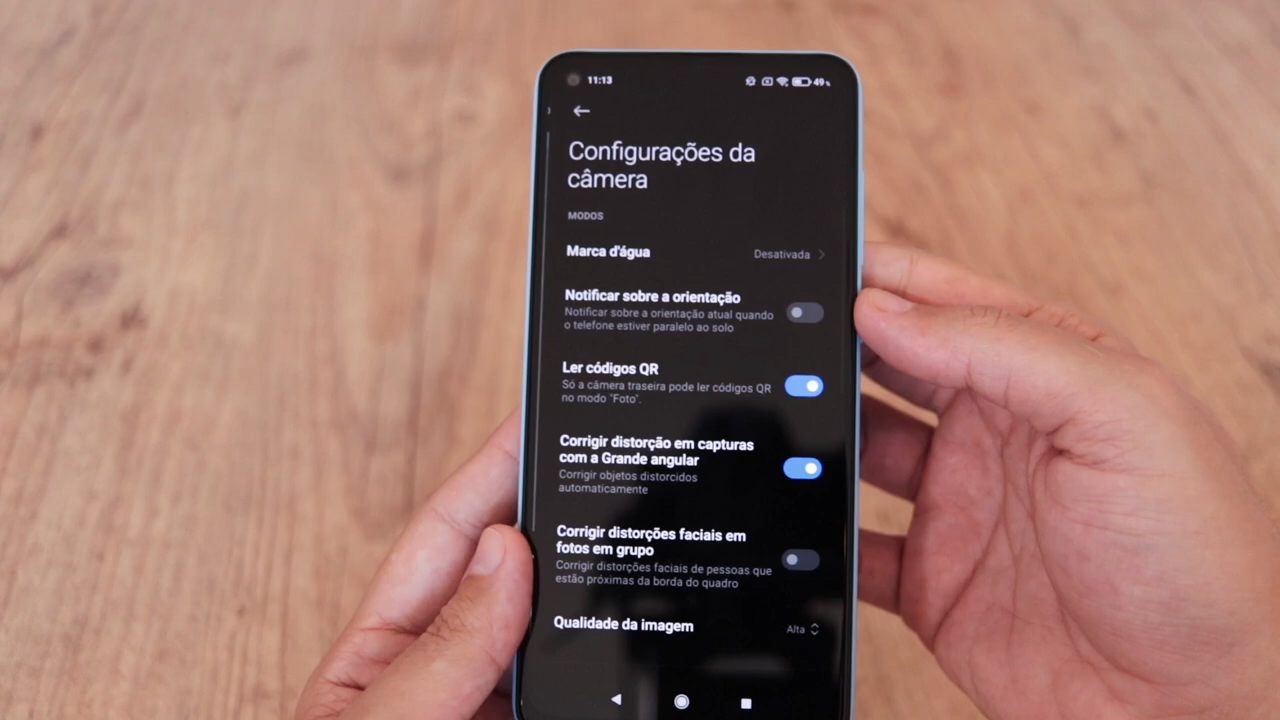 11:13
49%
Configurações da
câmera
MODOS
Marca d'água
Desativada
Notificar sobre a orientação
Notificar sobre a orientação atual quando
o telefone estiver paralelo ao solo
Ler códigos QR
Só a câmera traseira pode ler códigos QR
no modo "Foto".
Corrigir distorção em capturas
com a Grande angular
Corrigir objetos distorcidos
automaticamente
Corrigir distorções faciais em
fotos em grupo
Corrigir distorções faciais de pessoas que
estão próximas da borda do quadro
Qualidade da imagem
Alta